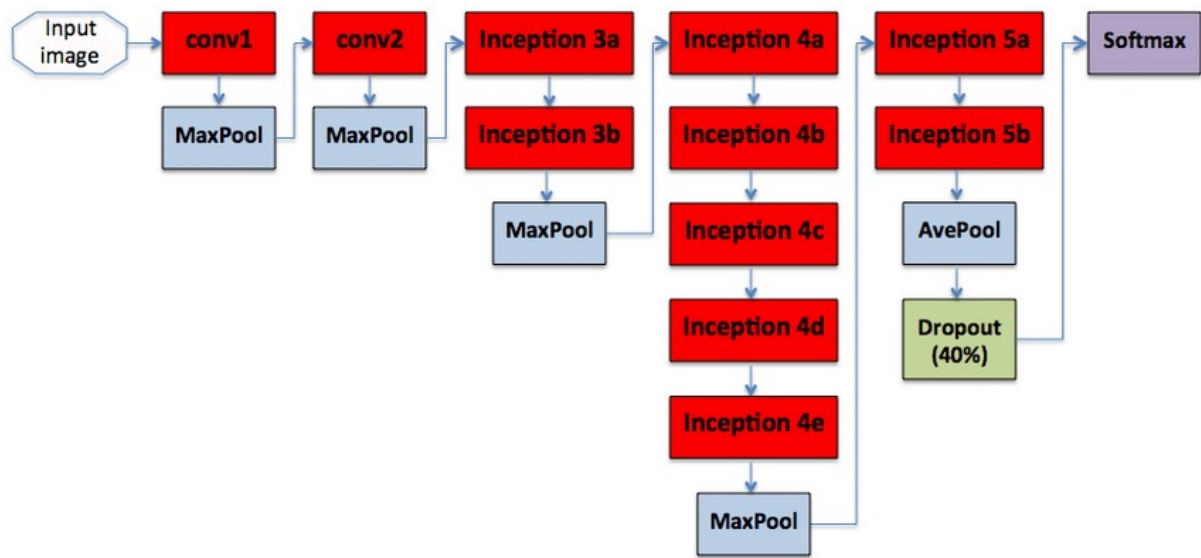 Input
image
conv1
MaxPool
conv2
MaxPool
Inception 3a
Inception 3b
MaxPool
Inception 4a
Inception 4b
Inception 4c
Inception 4d
Inception 4e
MaxPool
Inception 5a
Inception 5b
AvePool
Dropout
(40%)
Softmax